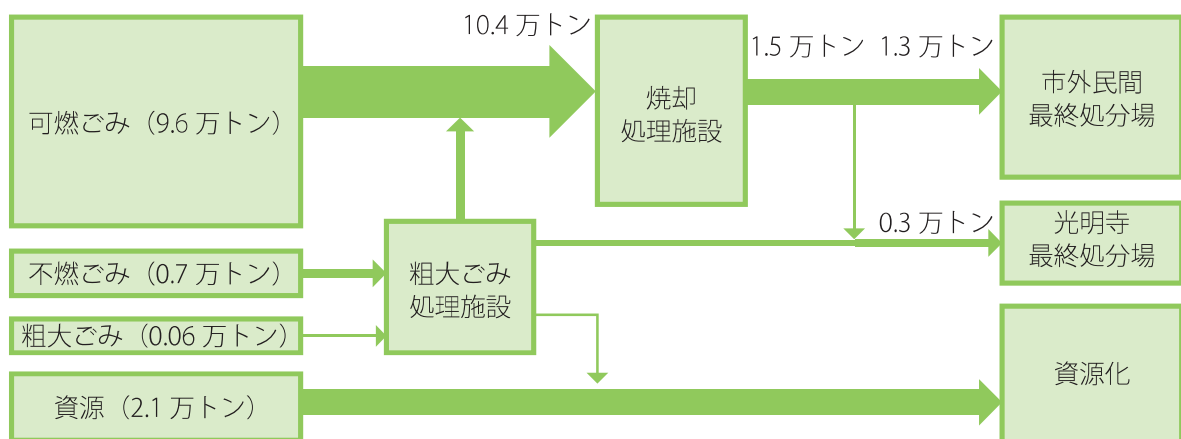 10.4 万トン
1.5 万トン 1.3 万トン
可燃ごみ（9.6 万トン）
焼却
処理施設
市外民間
最終処分場
0.3 万トン
光明寺
最終処分場
不燃ごみ（0.7 万トン）
粗大ごみ
処理施設
粗大ごみ（0.06 万トン）
資源（2.1 万トン）
資源化